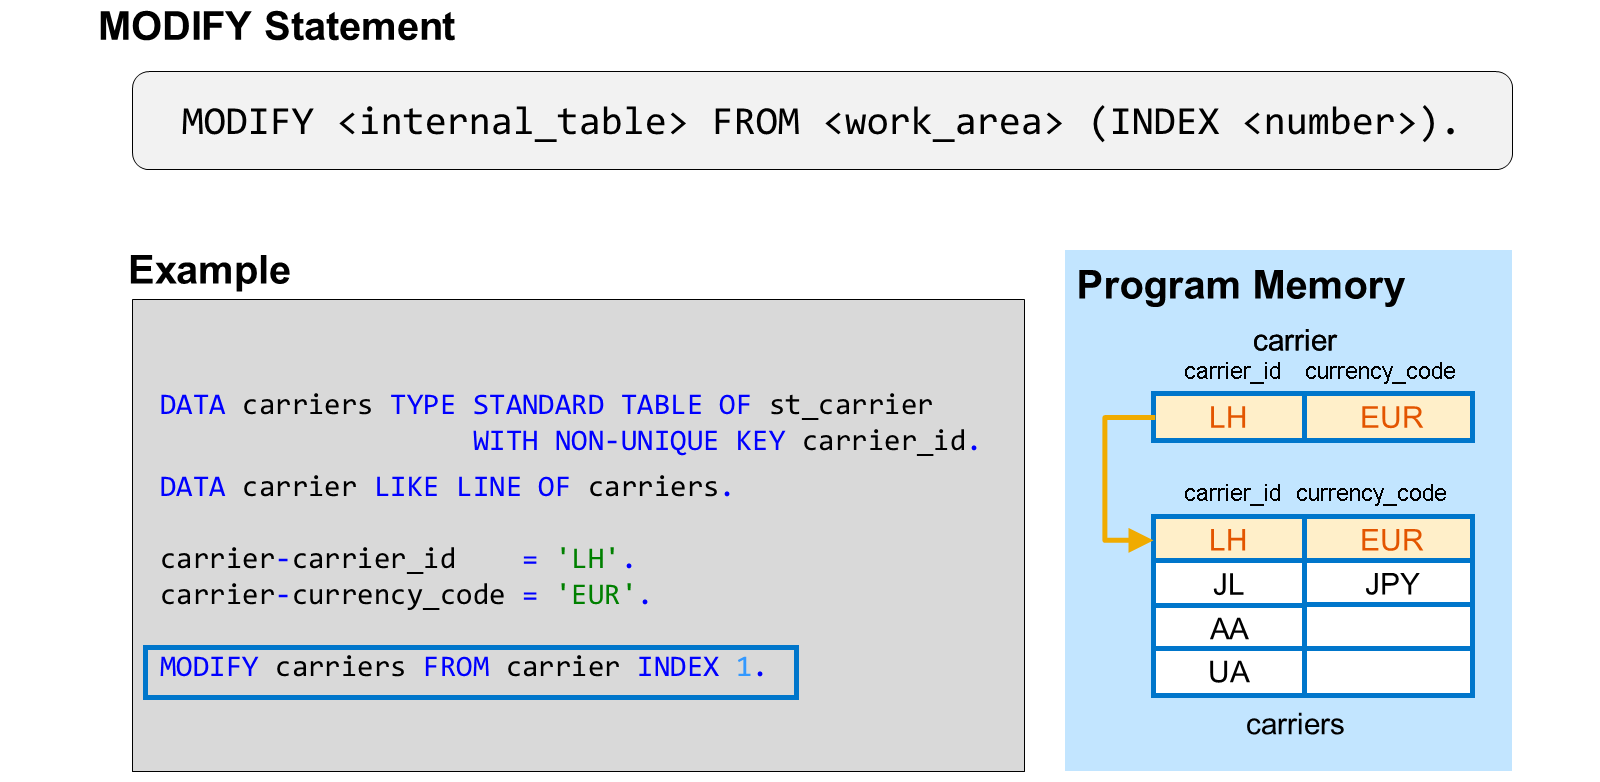 MODIFY Statement
MODIFY <internal_table> FROM <work_area> (INDEX <number>).
Example
DATA carriers TYPE STANDARD TABLE OF st_carrier
WITH NON-UNIQUE KEY carrier_id.
DATA carrier LIKE LINE OF carriers.
carrier-carrier_id    = 'LH'.
carrier-currency_code = 'EUR'.
MODIFY carriers FROM carrier INDEX 1.
Program Memory
carrier
carrier_id currency_code
LH EUR
carrier_id currency_code
LH EUR
JL JPY
AA
UA
carriers